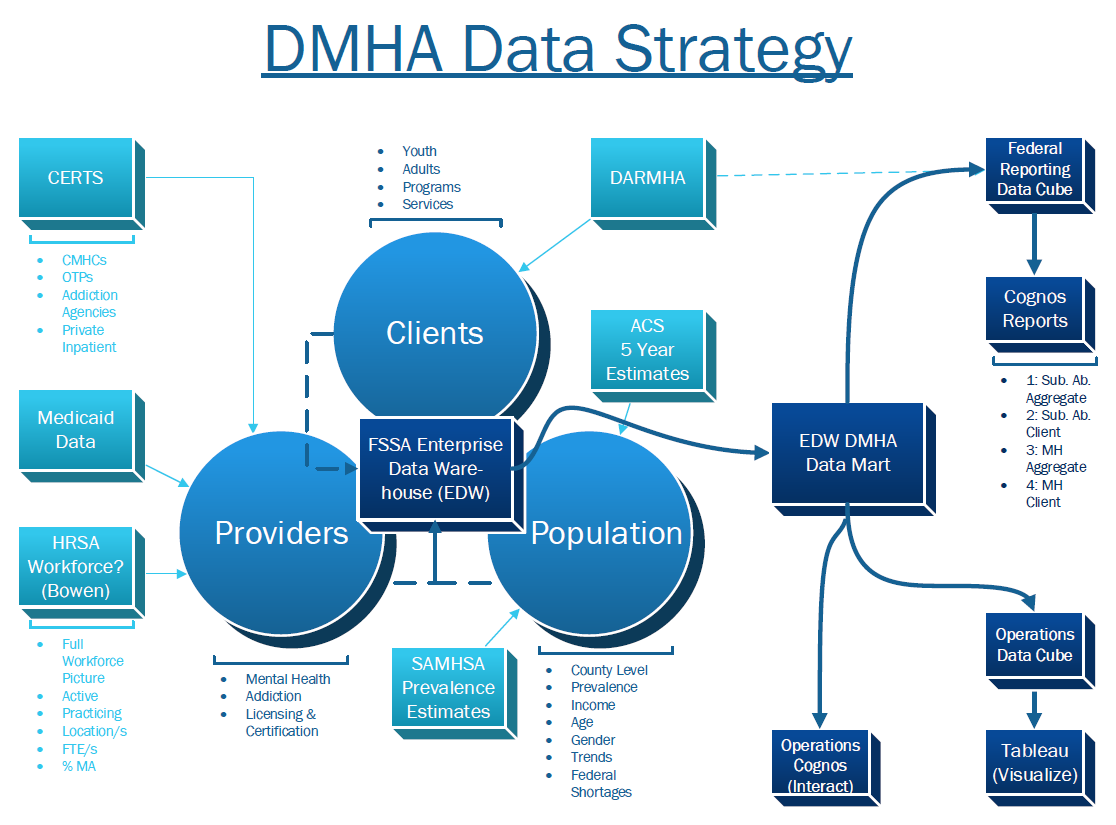 DMHA Data Strategy
CERTS
• CMHCs
• OTPs
• Addiction
Agencies
• Private
Inpatient
Medicaid
Data
HRSA
Workforce?
(Bowen)
• Full
Workforce
Picture
• Active
• Practicing
• Location/s
• FTE/s
• % MA
• Youth
• Adults
• Programs
• Services
Clients
DARMHA
ACS
5 Year
Estimates
FSSA Enterprise
Data Ware-
house (EDW)
Providers
Population
• Mental Health
• Addiction
• Licensing &
Certification
SAMHSA
Prevalence
Estimates
• County Level
• Prevalence
• Income
• Age
• Gender
• Trends
• Federal
Shortages
EDW DMHA
Data Mart
Federal
Reporting
Data Cube
Cognos
Reports
• 1: Sub. Ab.
Aggregate
• 2: Sub. Ab.
Client
• 3: MH
Aggregate
• 4: MH
Client
Operations
Data Cube
Operations
Cognos
(Interact)
Tableau
(Visualize)